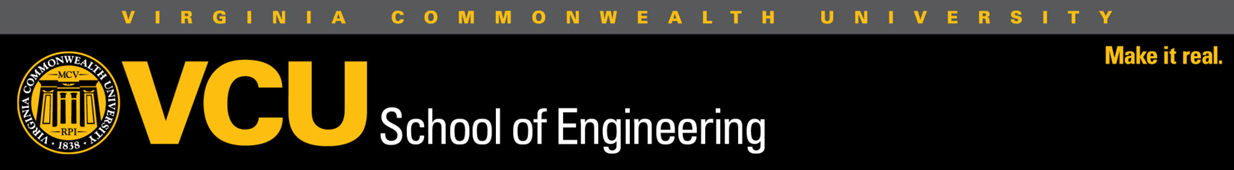 VIRGINIA COMMONWEALTH UNIVERSITY
Make it real.
VIRGINIA COMMONWEALTH UNIVERSITY
MCV
RPI
· 1838 ·
VCU School of Engineering